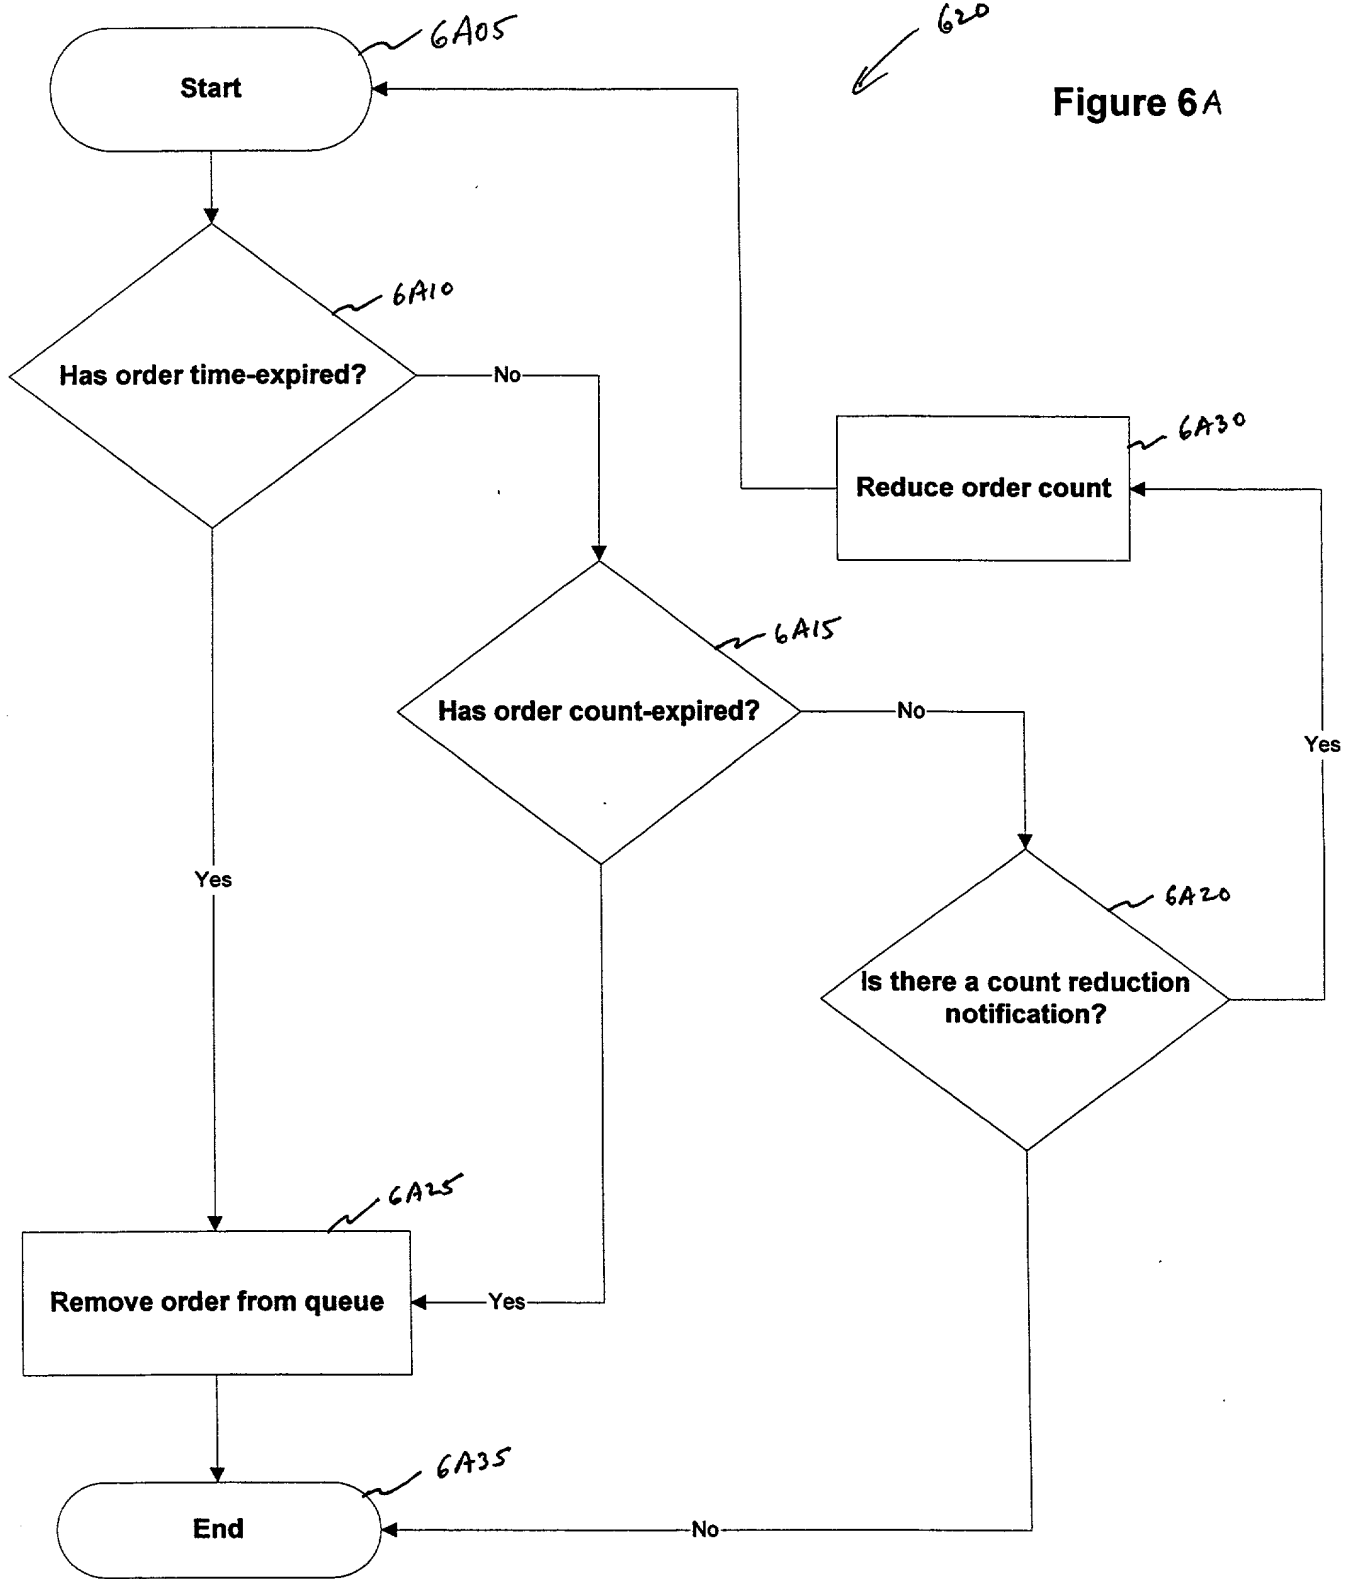 620
6A05
Start
Figure 6A
6A10
Has order time-expired?
No
6A30
Reduce order count
6A15
Has order count-expired?
No
Yes
Yes
6A20
Is there a count reduction
notification?
6A25
Remove order from queue
Yes
6A35
End
No